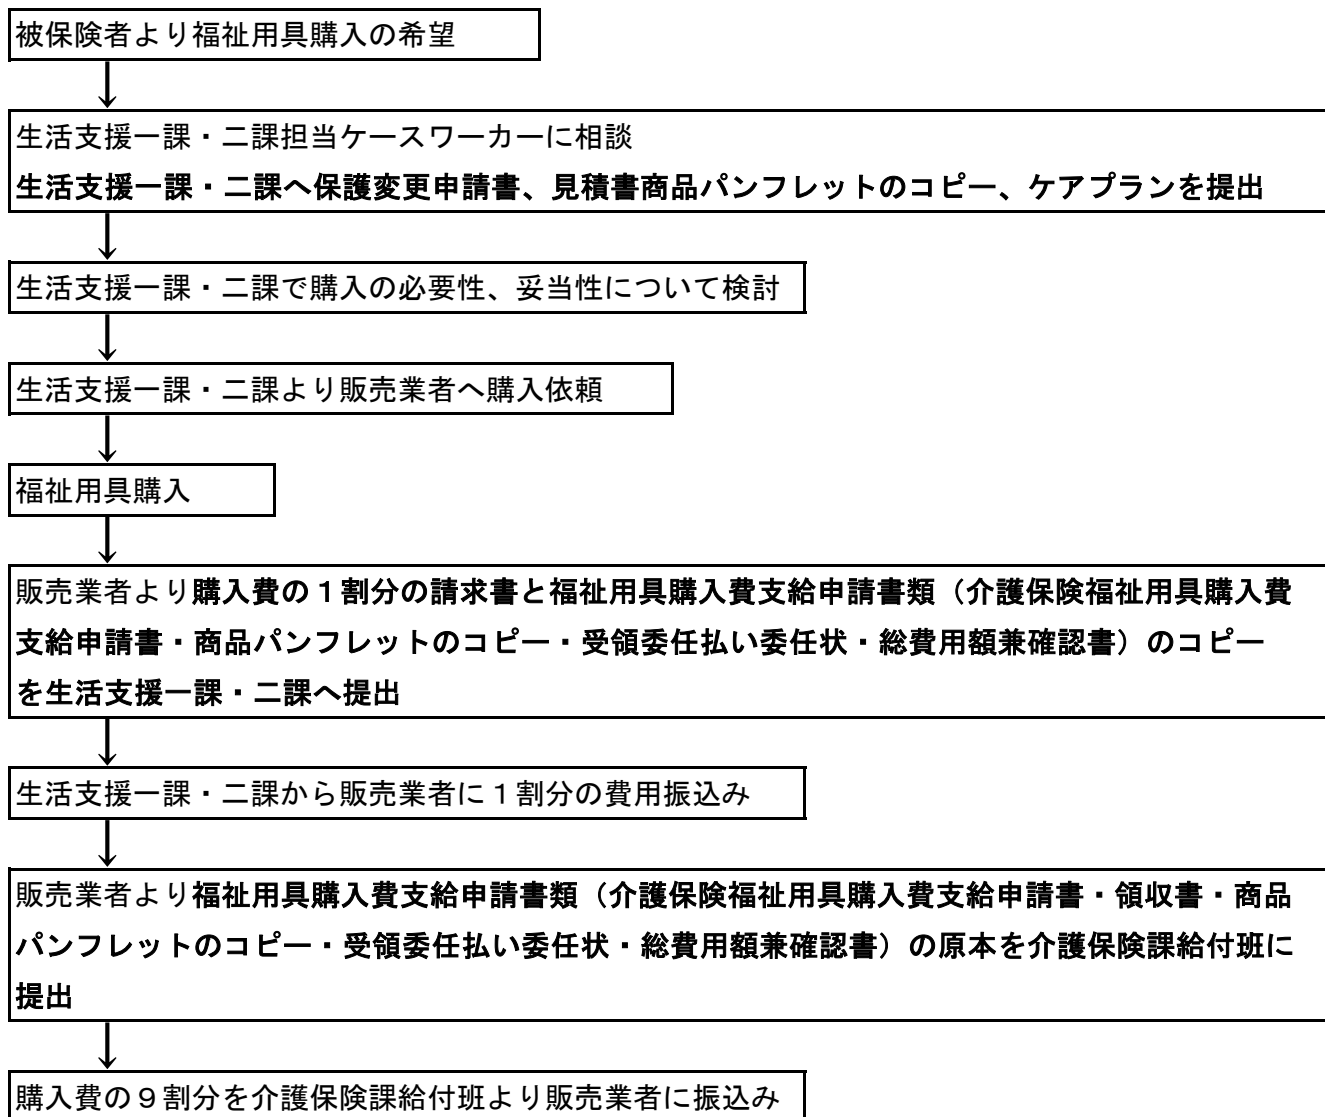 被保険者より福祉用具購入の希望
生活支援一課・二課担当ケースワーカーに相談
生活支援一課・二課へ保護変更申請書、見積書商品パンフレットのコピー、ケアプランを提出
生活支援一課・二課で購入の必要性、妥当性について検討
生活支援一課・二課より販売業者へ購入依頼
福祉用具購入
販売業者より購入費の１割分の請求書と福祉用具購入費支給申請書類（介護保険福祉用具購入費
支給申請書・商品パンフレットのコピー・受領委任払い委任状・総費用額兼確認書）のコピー
を生活支援一課・二課へ提出
生活支援一課・二課から販売業者に１割分の費用振込み
販売業者より福祉用具購入費支給申請書類（介護保険福祉用具購入費支給申請書・領収書・商品
パンフレットのコピー・受領委任払い委任状・総費用額兼確認書）の原本を介護保険課給付班に
提出
購入費の９割分を介護保険課給付班より販売業者に振込み